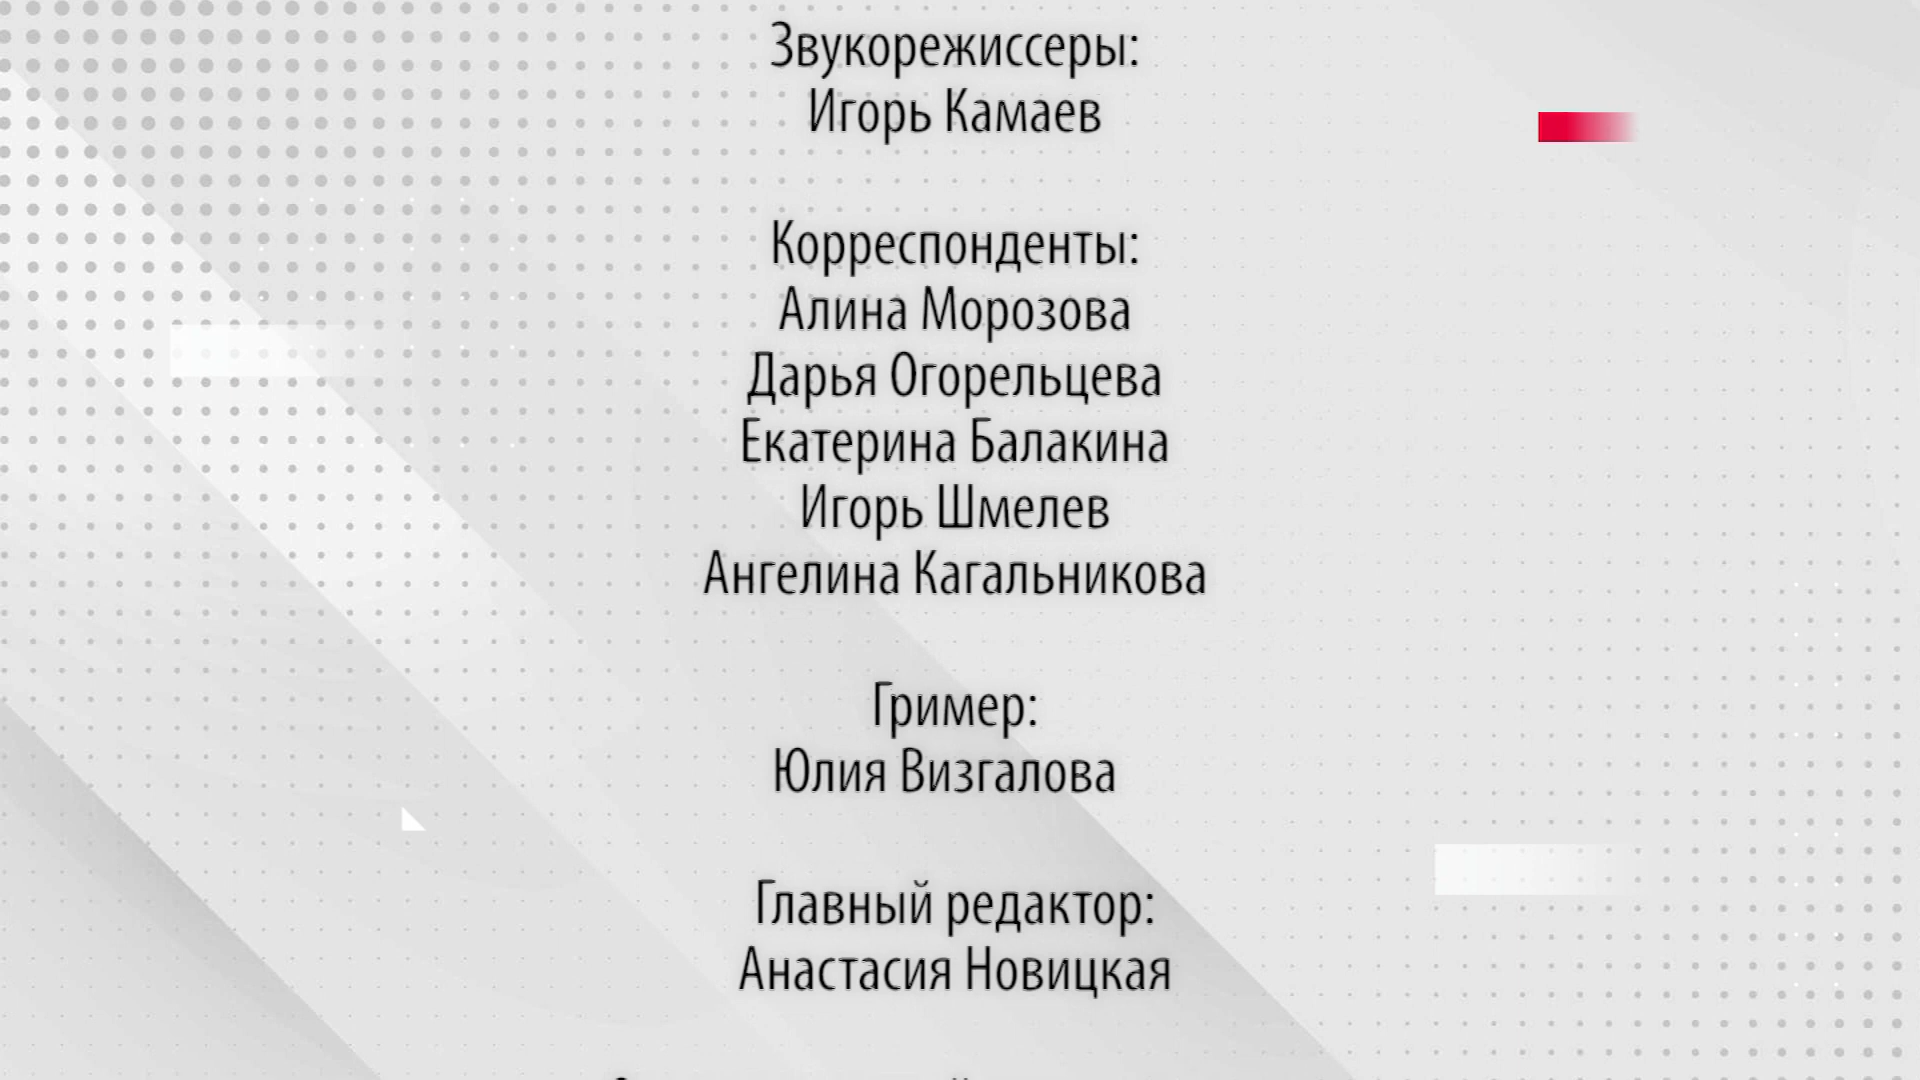 Звукорежиссеры:
Игорь Камаев
Корреспонденты:
Алина Морозова
Дарья Огорельцева
Екатерина Балакина
Игорь Шмелев
Ангелина Кагальникова
Гример:
Юлия Визгалова
Главный редактор:
Анастасия Новицкая